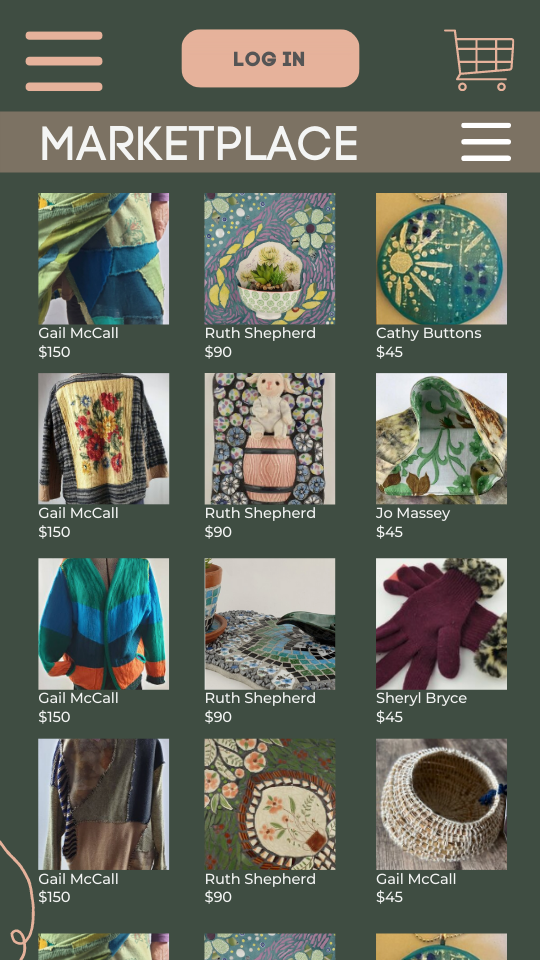 LOG IN
MARKETPLACE
Gail McCall
$150
Ruth Shepherd
$90
Cathy Buttons
$45
Gail McCall
$150
Ruth Shepherd
$90
Jo Massey
$45
Gail McCall
$150
Ruth Shepherd
$90
Sheryl Bryce
$45
Gail McCall
$150
Ruth Shepherd
$90
Gail McCall
$45